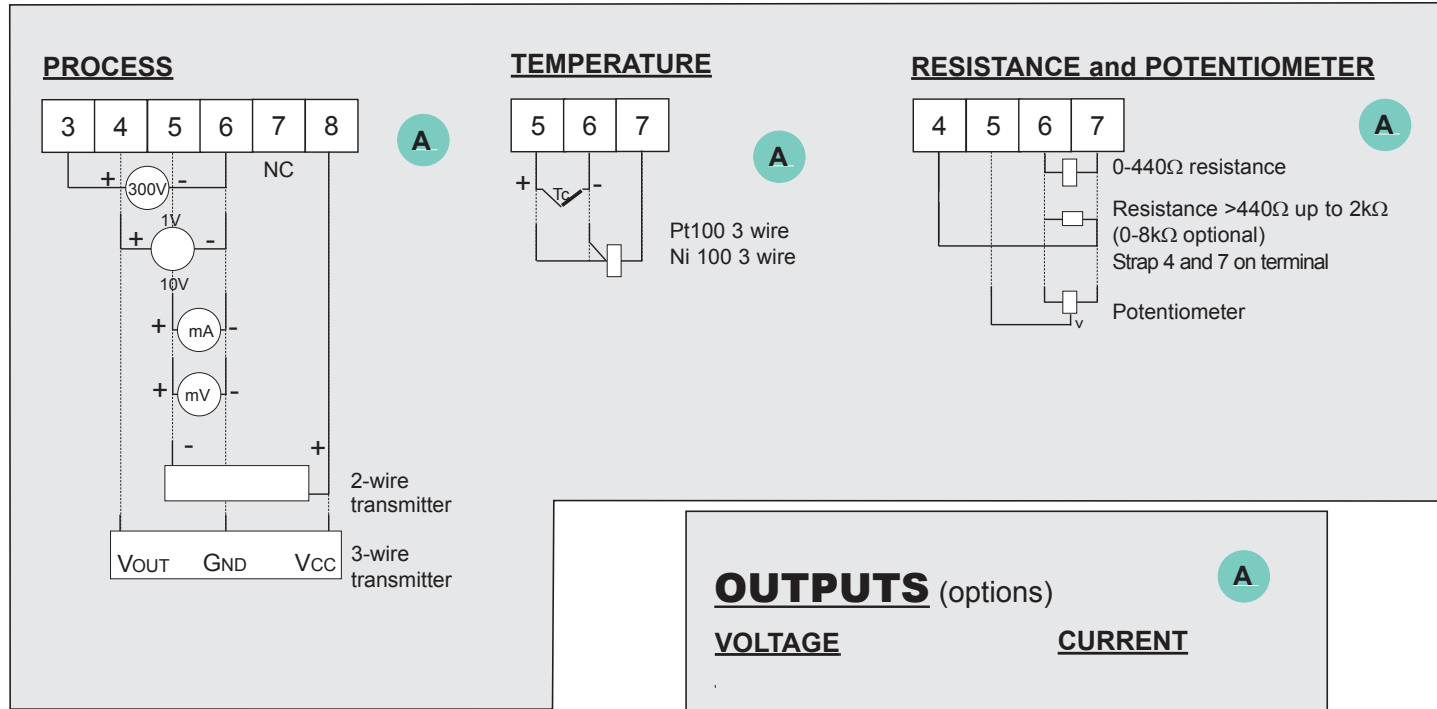 PROCESS
3 4 5 6 7 8
A
NC
+ 300V -
1V
+ -
10V
+ mA -
+ mV -
- +
2-wire
transmitter
VOUT GND VCC
3-wire
transmitter
TEMPERATURE
5 6 7
A
+ Tc -
Pt100 3 wire
Ni 100 3 wire
RESISTANCE and POTENTIOMETER
4 5 6 7
A
0-440Ω resistance
Resistance >440Ω up to 2kΩ
(0-8kΩ optional)
Strap 4 and 7 on terminal
v
Potentiometer
OUTPUTS (options)
A
VOLTAGE
CURRENT